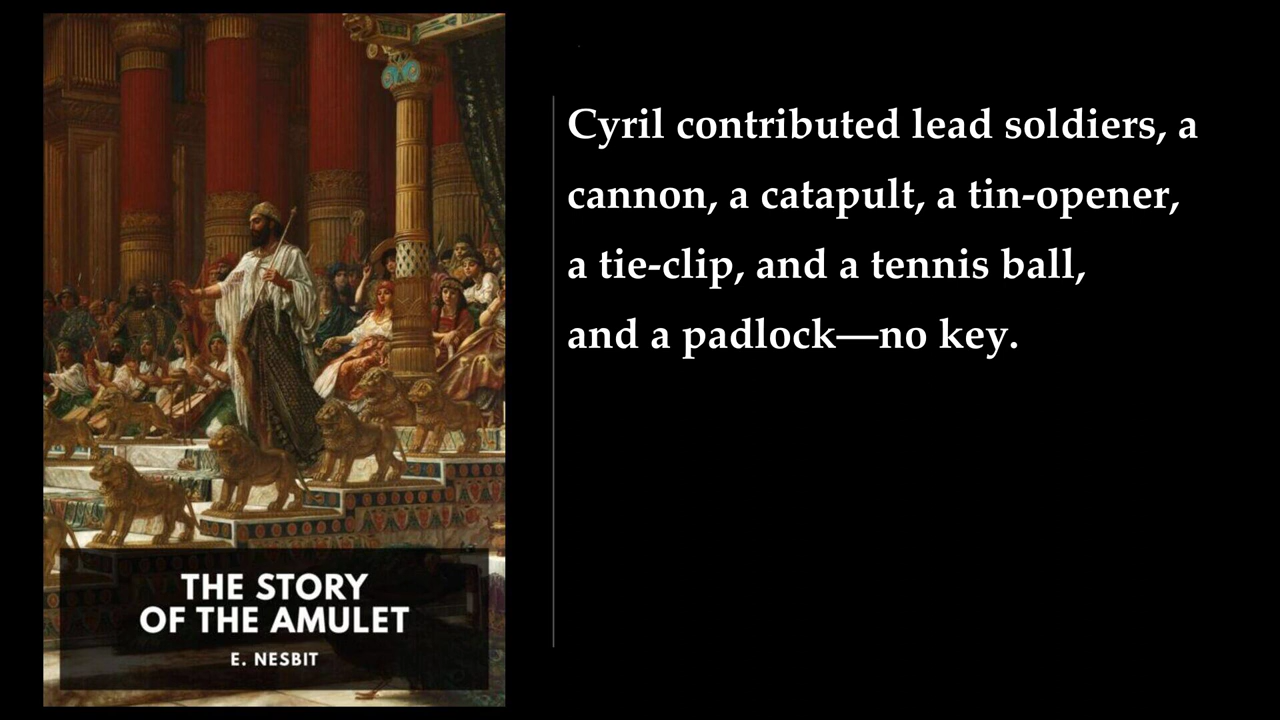 THE STORY
OF THE AMULET
E. NESBIT
Cyril contributed lead soldiers, a
cannon, a catapult, a tin-opener,
a tie-clip, and a tennis ball,
and a padlock—no key.